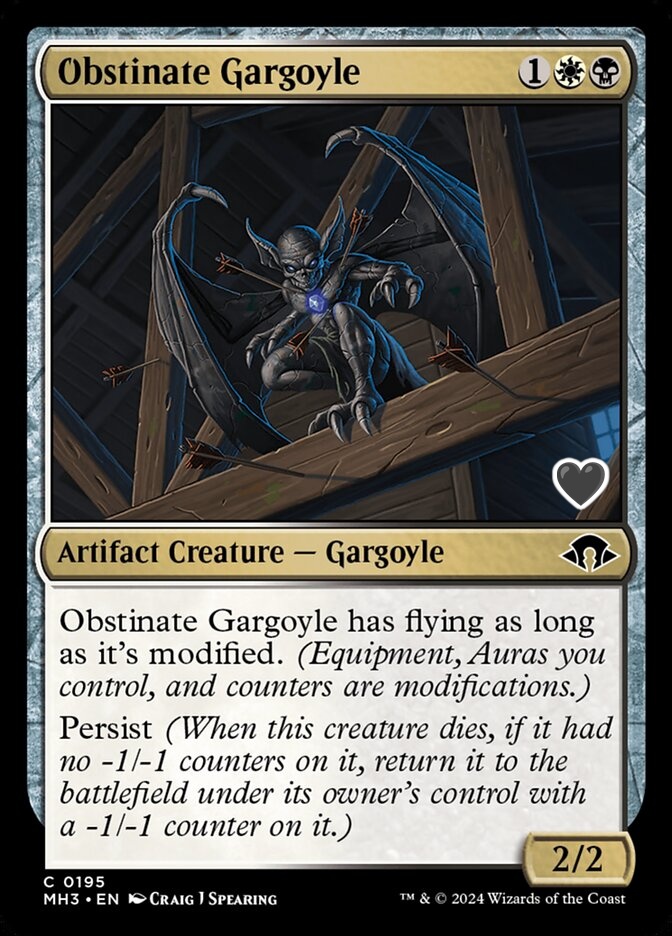 Obstinate Gargoyle 1
Artifact Creature — Gargoyle
Obstinate Gargoyle has flying as long
as it's modified. (Equipment, Auras you
control, and counters are modifications.)
Persist (When this creature dies, if it had
no -1/-1 counters on it, return it to the
battlefield under its owner's control with
a -1/-1 counter on it.)
2/2
C 0195
MH3 • EN Craig J Spearing
™ & © 2024 Wizards of the Coast